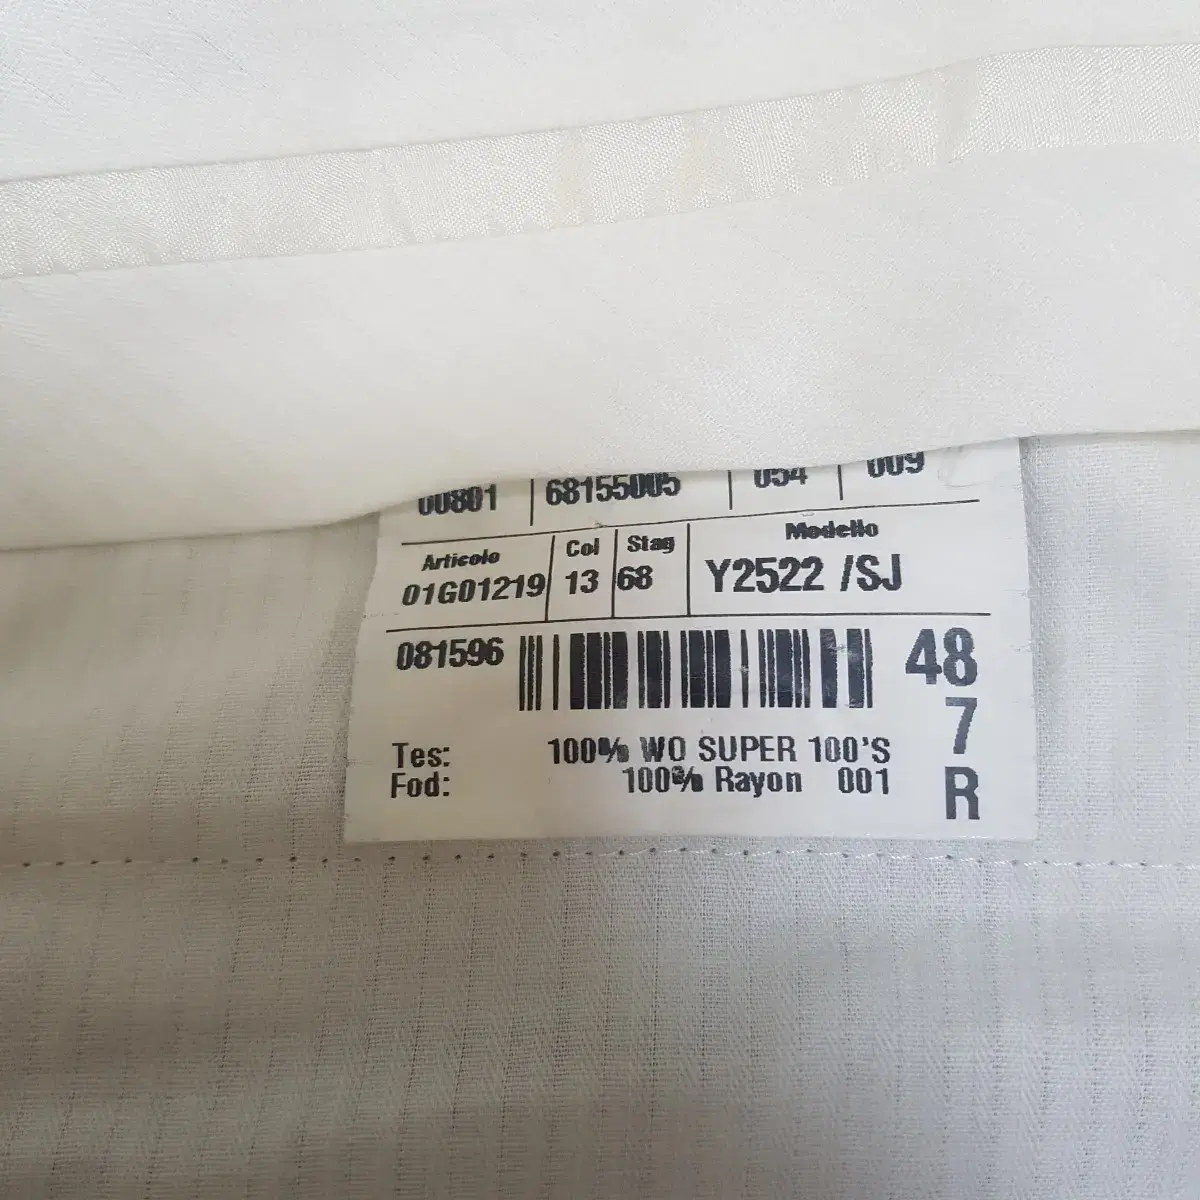 00801 68155005 054 009
Articolo Col Stag Modello
01G01219 13 68 Y2522 /SJ
081596 48
7
R
Tes: 100% WO SUPER 100'S
Fod: 100% Rayon 001